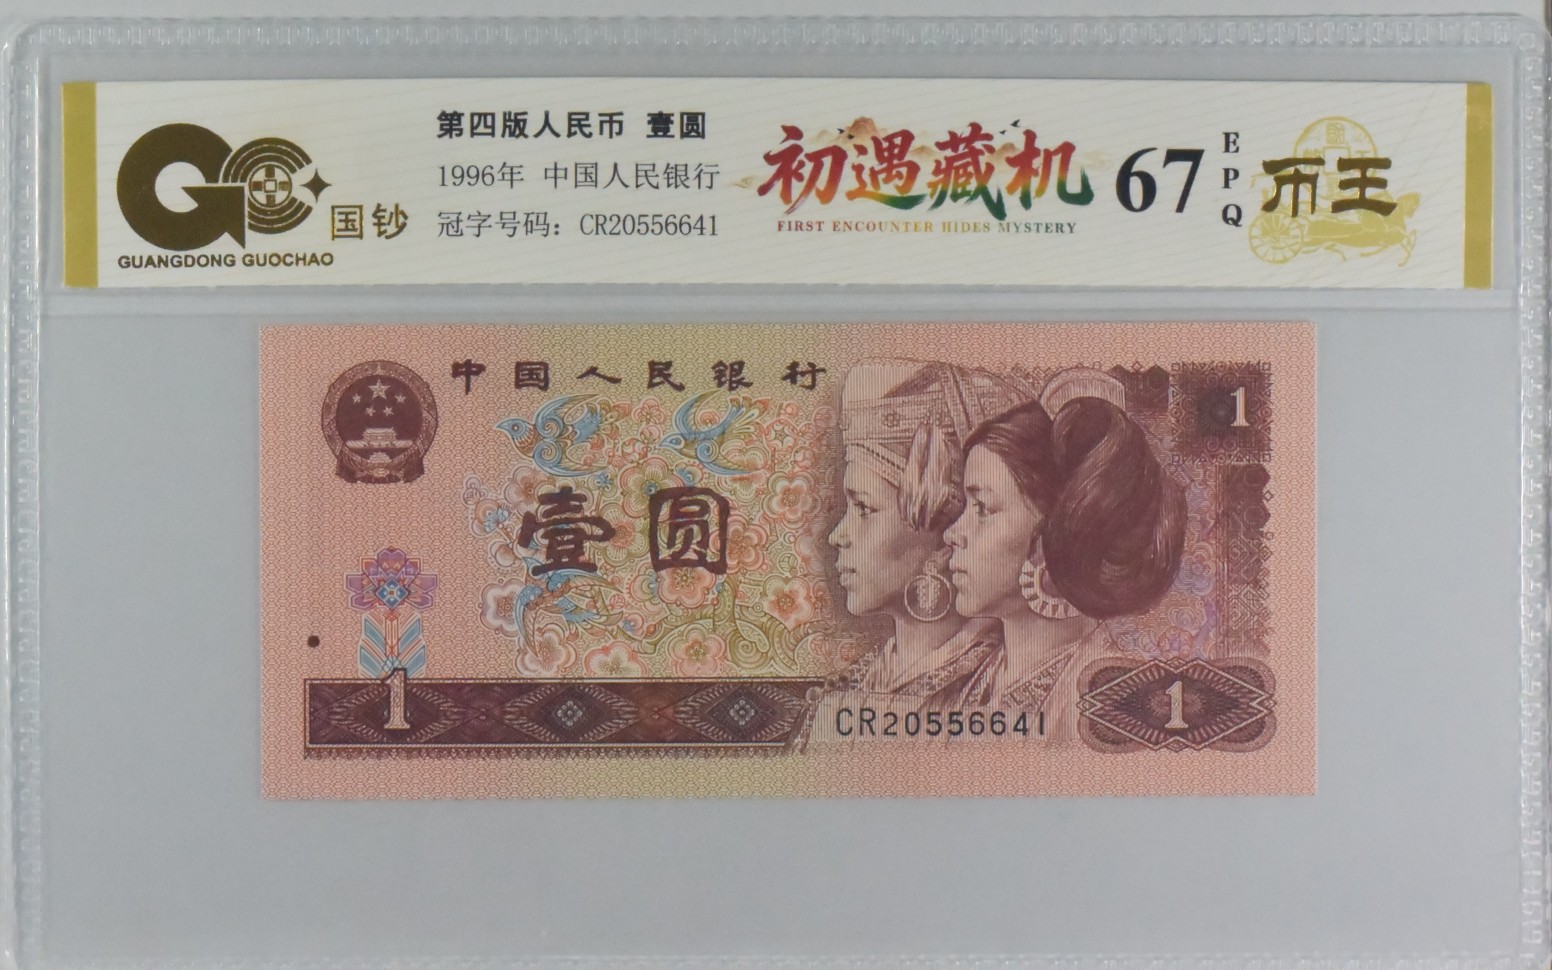 国钞
GUANGDONG GUOCHAO
第四版人民币 壹圆
1996年 中国人民银行
冠字号码：CR20556641
初遇藏机
FIRST ENCOUNTER HIDES MYSTERY
67
EPQ
币王
中国人民银行
1
壹圆
1
1
CR20556641